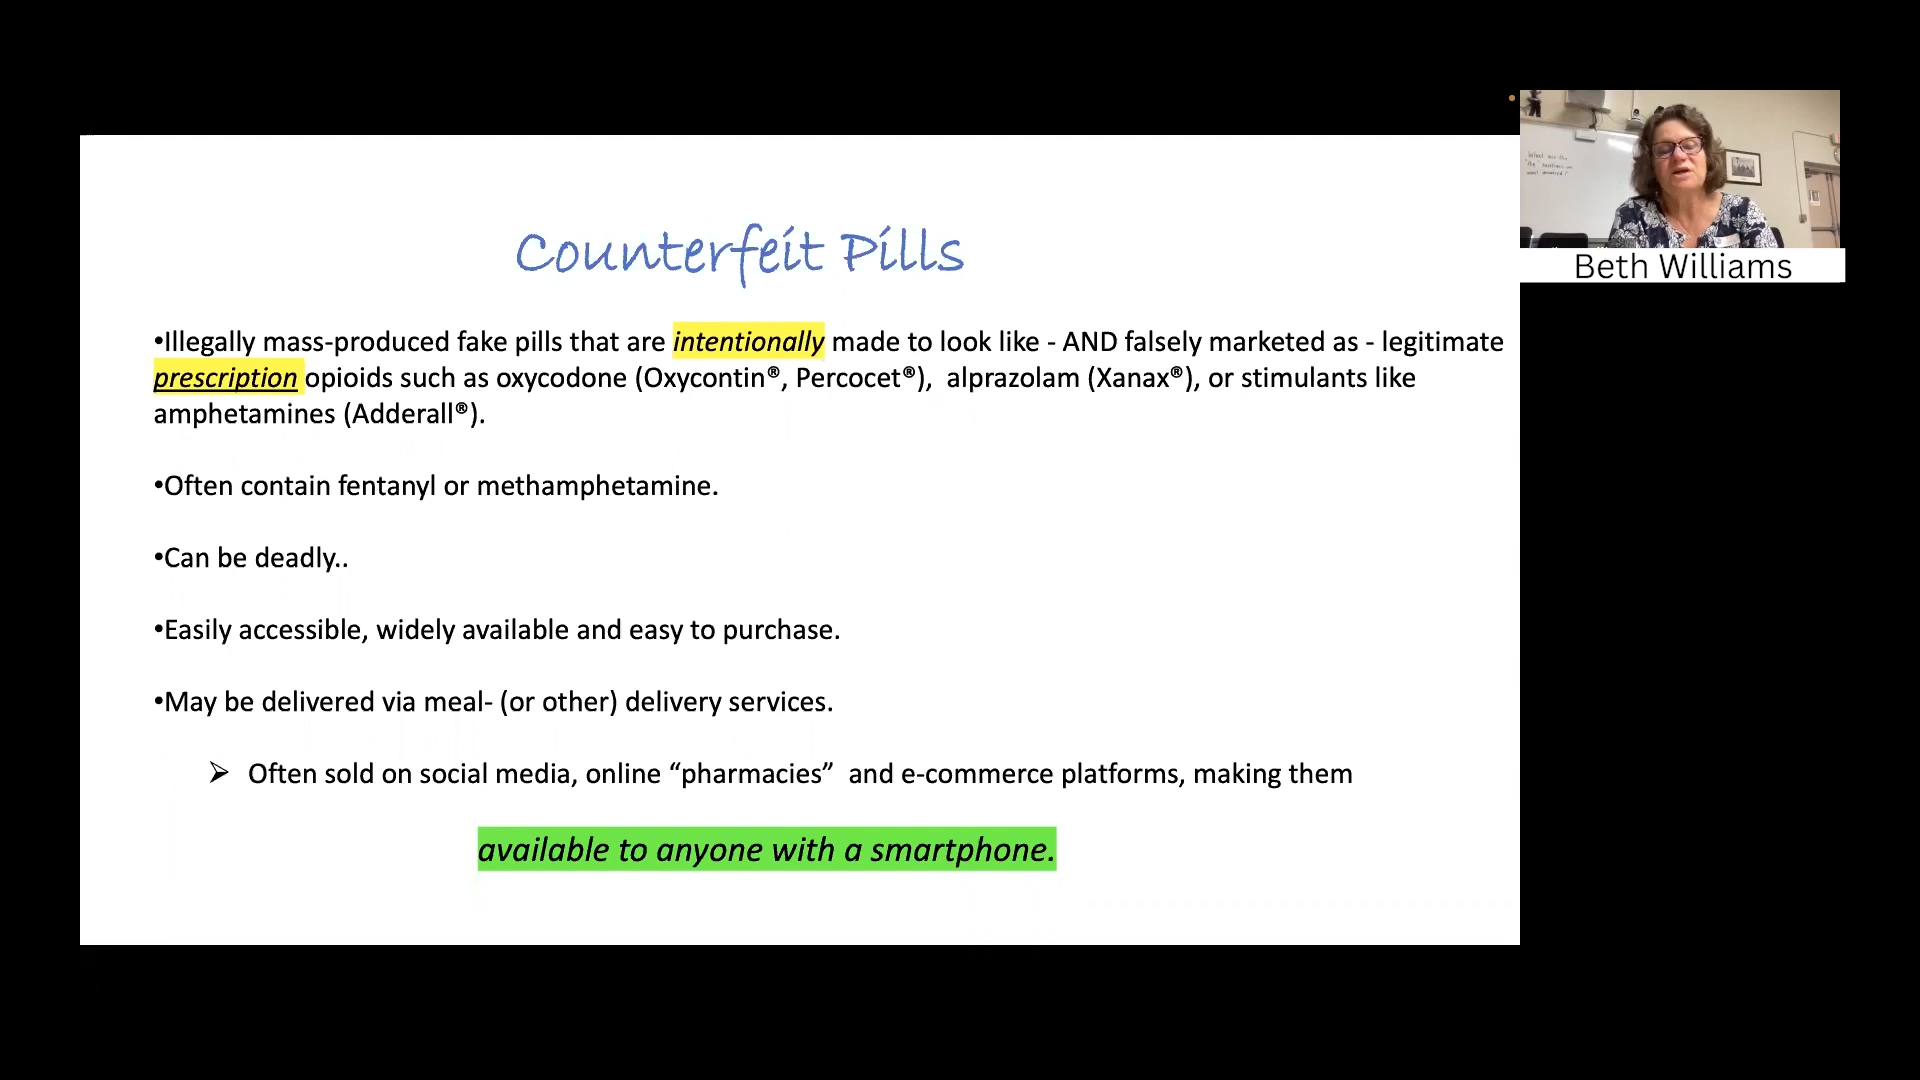 Counterfeit Pills
•Illegally mass-produced fake pills that are intentionally made to look like - AND falsely marketed as - legitimate
prescription opioids such as oxycodone (Oxycontin®, Percocet®),  alprazolam (Xanax®), or stimulants like
amphetamines (Adderall®).
•Often contain fentanyl or methamphetamine.
•Can be deadly..
•Easily accessible, widely available and easy to purchase.
•May be delivered via meal- (or other) delivery services.
➢ Often sold on social media, online “pharmacies”  and e-commerce platforms, making them
available to anyone with a smartphone.
Beth Williams